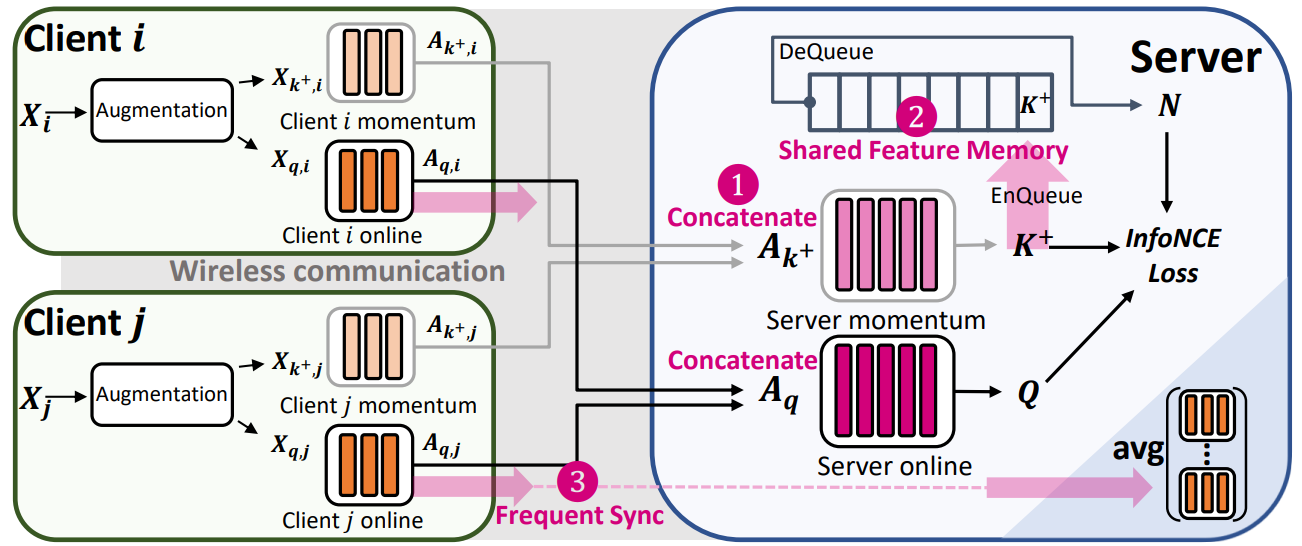 Client i
X_i
Augmentation
X_{k^+,i}
A_{k^+,i}
Client i momentum
X_{q,i}
A_{q,i}
Client i online
Wireless communication
Client j
X_j
Augmentation
X_{k^+,j}
A_{k^+,j}
Client j momentum
X_{q,j}
A_{q,j}
Client j online
3
Frequent Sync
Server
DeQueue
K^+
N
2
Shared Feature Memory
1
Concatenate
EnQueue
A_{k^+}
K^+
InfoNCE
Loss
Server momentum
Concatenate
A_q
Q
Server online
avg